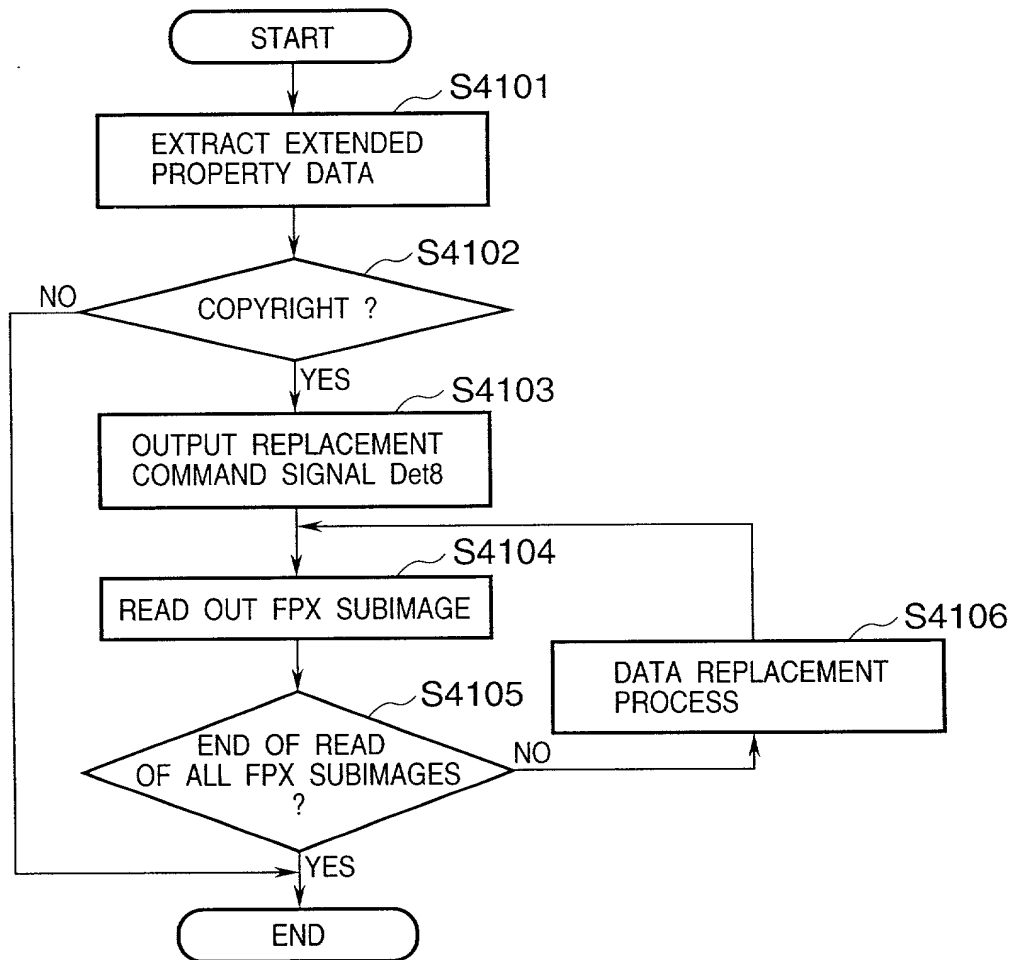 START
S4101
EXTRACT EXTENDED
PROPERTY DATA
S4102
NO
COPYRIGHT ?
YES
S4103
OUTPUT REPLACEMENT
COMMAND SIGNAL Det8
S4104
READ OUT FPX SUBIMAGE
S4106
DATA REPLACEMENT
PROCESS
S4105
END OF READ
OF ALL FPX SUBIMAGES
?
NO
YES
END